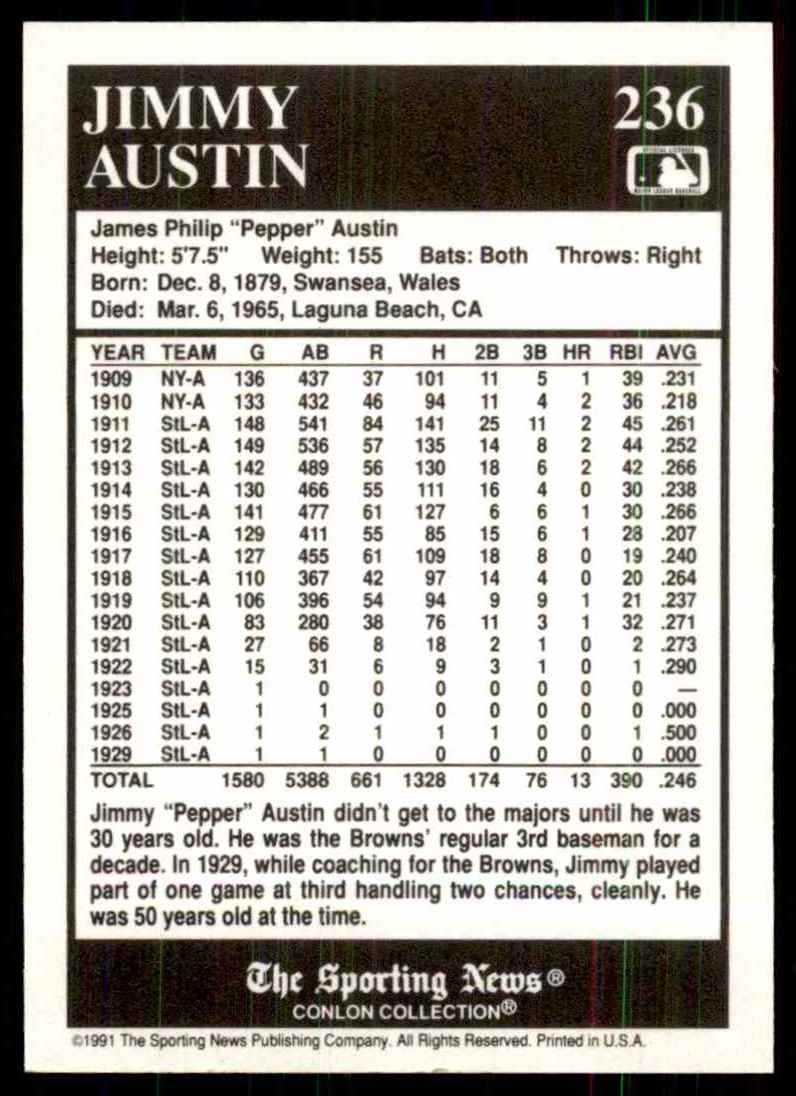 JIMMY 236
AUSTIN
OFFICIAL LICENSEE
MAJOR LEAGUE BASEBALL
James Philip “Pepper” Austin
Height: 5'7.5" Weight: 155 Bats: Both Throws: Right
Born: Dec. 8, 1879, Swansea, Wales
Died: Mar. 6, 1965, Laguna Beach, CA
YEAR TEAM G AB R H 2B 3B HR RBI AVG
1909 NY-A 136 437 37 101 11 5 1 39 .231
1910 NY-A 133 432 46 94 11 4 2 36 .218
1911 StL-A 148 541 84 141 25 11 2 45 .261
1912 StL-A 149 536 57 135 14 8 2 44 .252
1913 StL-A 142 489 56 130 18 6 2 42 .266
1914 StL-A 130 466 55 111 16 4 0 30 .238
1915 StL-A 141 477 61 127 6 6 1 30 .266
1916 StL-A 129 411 55 85 15 6 1 28 .207
1917 StL-A 127 455 61 109 18 8 0 19 .240
1918 StL-A 110 367 42 97 14 4 0 20 .264
1919 StL-A 106 396 54 94 9 9 1 21 .237
1920 StL-A 83 280 38 76 11 3 1 32 .271
1921 StL-A 27 66 8 18 2 1 0 2 .273
1922 StL-A 15 31 6 9 3 1 0 1 .290
1923 StL-A 1 0 0 0 0 0 0 0 —
1925 StL-A 1 1 0 0 0 0 0 0 .000
1926 StL-A 1 2 1 1 1 0 0 1 .500
1929 StL-A 1 1 0 0 0 0 0 0 .000
TOTAL 1580 5388 661 1328 174 76 13 390 .246
Jimmy “Pepper” Austin didn't get to the majors until he was
30 years old. He was the Browns' regular 3rd baseman for a
decade. In 1929, while coaching for the Browns, Jimmy played
part of one game at third handling two chances, cleanly. He
was 50 years old at the time.
The Sporting News®
CONLON COLLECTION®
©1991 The Sporting News Publishing Company. All Rights Reserved. Printed in U.S.A.